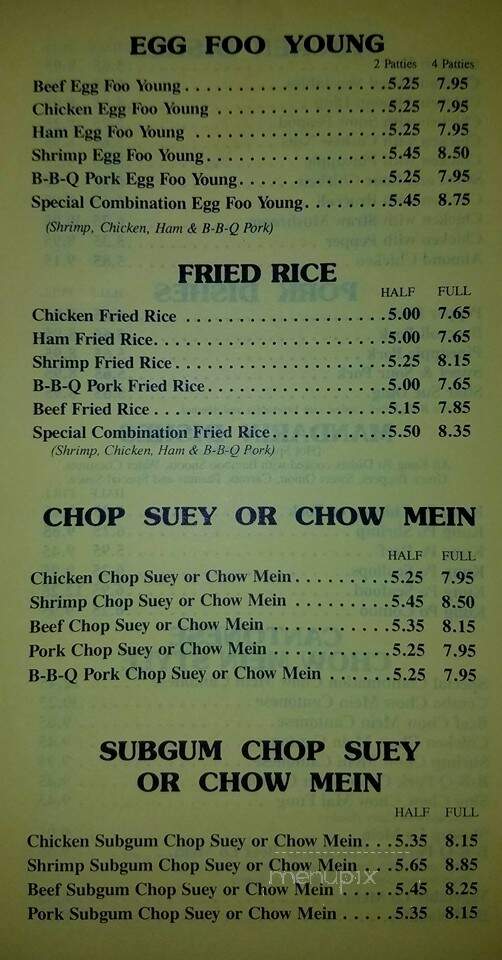 EGG FOO YOUNG
2 Patties 4 Patties
Beef Egg Foo Young . . . . . . . . . . . . . . . . . 5.25 7.95
Chicken Egg Foo Young . . . . . . . . . . . . . . 5.25 7.95
Ham Egg Foo Young . . . . . . . . . . . . . . . . 5.25 7.95
Shrimp Egg Foo Young . . . . . . . . . . . . . . . 5.45 8.50
B-B-Q Pork Egg Foo Young . . . . . . . . . . . . 5.25 7.95
Special Combination Egg Foo Young . . . . . . 5.45 8.75
(Shrimp, Chicken, Ham & B-B-Q Pork)
FRIED RICE
HALF FULL
Chicken Fried Rice . . . . . . . . . . . . . . . . . 5.00 7.65
Ham Fried Rice . . . . . . . . . . . . . . . . . . . . 5.00 7.65
Shrimp Fried Rice . . . . . . . . . . . . . . . . . . 5.25 8.15
B-B-Q Pork Fried Rice . . . . . . . . . . . . . . . 5.00 7.65
Beef Fried Rice . . . . . . . . . . . . . . . . . . . . 5.15 7.85
Special Combination Fried Rice . . . . . . . . . 5.50 8.35
(Shrimp, Chicken, Ham & B-B-Q Pork)
CHOP SUEY OR CHOW MEIN
HALF FULL
Chicken Chop Suey or Chow Mein . . . . . . . . 5.25 7.95
Shrimp Chop Suey or Chow Mein . . . . . . . . 5.45 8.50
Beef Chop Suey or Chow Mein . . . . . . . . . . 5.35 8.15
Pork Chop Suey or Chow Mein . . . . . . . . . . 5.25 7.95
B-B-Q Pork Chop Suey or Chow Mein . . . . . . 5.25 7.95
SUBGUM CHOP SUEY
OR CHOW MEIN
HALF FULL
Chicken Subgum Chop Suey or Chow Mein . . . 5.35 8.15
Shrimp Subgum Chop Suey or Chow Mein . . . 5.65 8.85
menupix
Beef Subgum Chop Suey or Chow Mein . . . . . 5.45 8.25
Pork Subgum Chop Suey or Chow Mein . . . . . 5.35 8.15